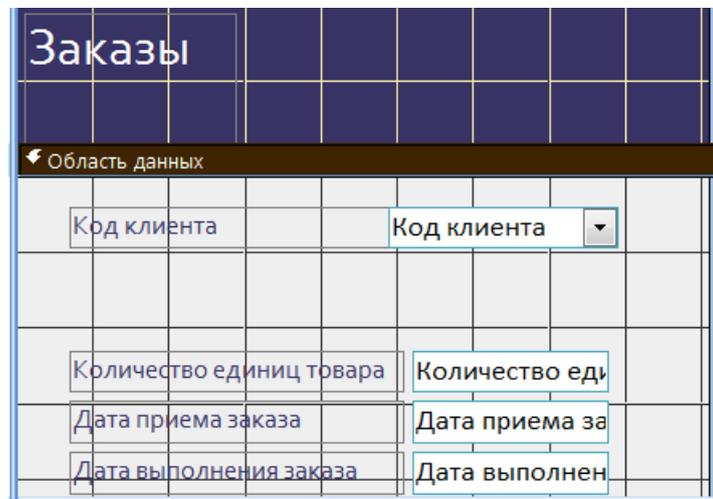 Заказы
Область данных
Код клиента Код клиента
Количество единиц товара Количество еди
Дата приема заказа Дата приема за
Дата выполнения заказа Дата выполнен